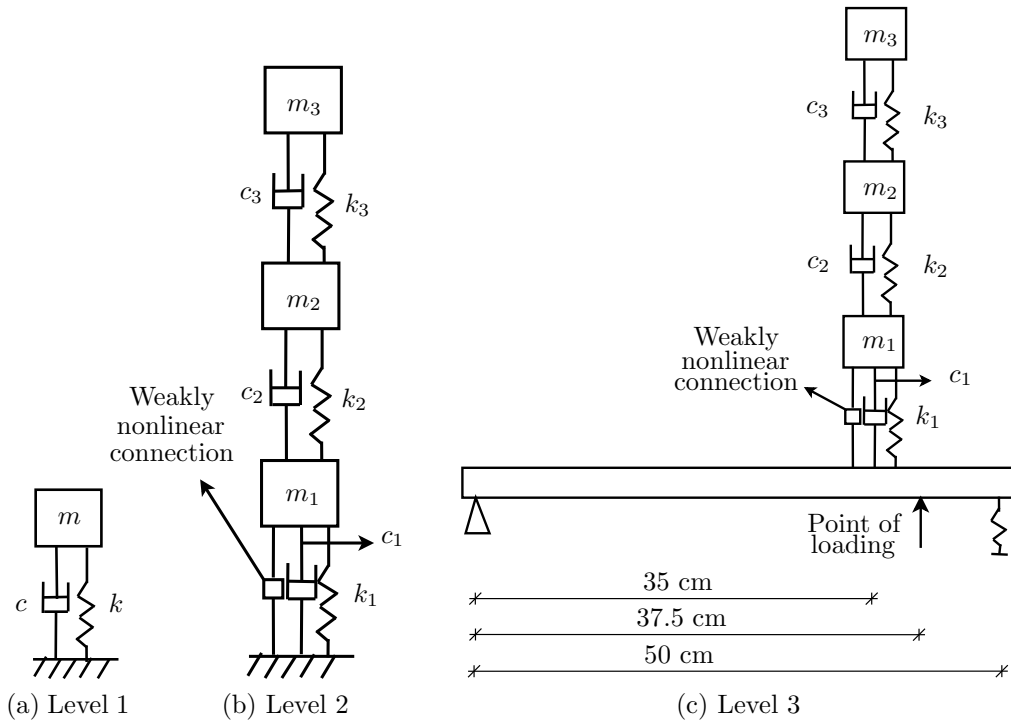 m
c
k
(a) Level 1
m₃
c₃
k₃
m₂
c₂
k₂
Weakly
nonlinear
connection
m₁
c₁
k₁
(b) Level 2
m₃
c₃
k₃
m₂
c₂
k₂
Weakly
nonlinear
connection
m₁
c₁
k₁
Point of
loading
35 cm
37.5 cm
50 cm
(c) Level 3